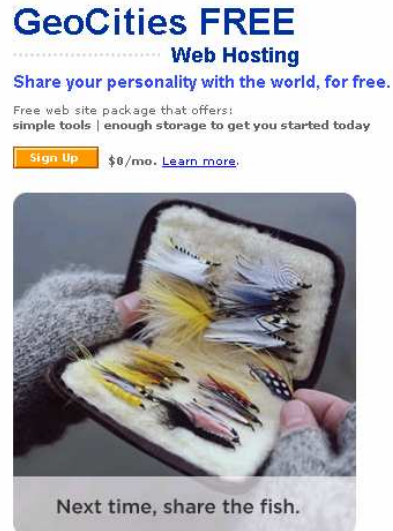 GeoCities FREE
Web Hosting
Share your personality with the world, for free.
Free web site package that offers:
simple tools | enough storage to get you started today
Sign Up $0/mo. Learn more.
Next time, share the fish.